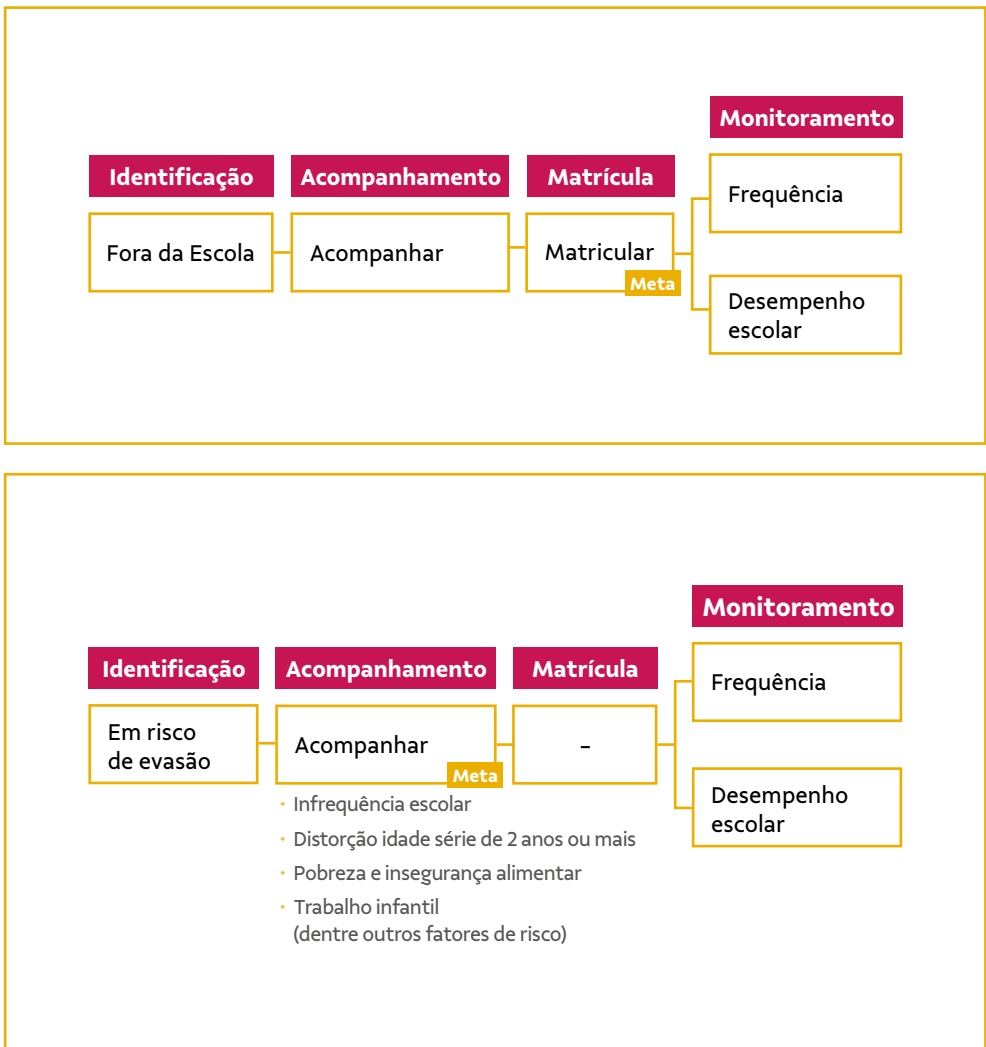 Monitoramento
Identificação
Acompanhamento
Matrícula
Frequência
Fora da Escola
Acompanhar
Matricular
Meta
Desempenho
escolar
Monitoramento
Identificação
Acompanhamento
Matrícula
Frequência
Em risco
de evasão
Acompanhar
Meta
–
Desempenho
escolar
· Infrequência escolar
· Distorção idade série de 2 anos ou mais
· Pobreza e insegurança alimentar
· Trabalho infantil
(dentre outros fatores de risco)